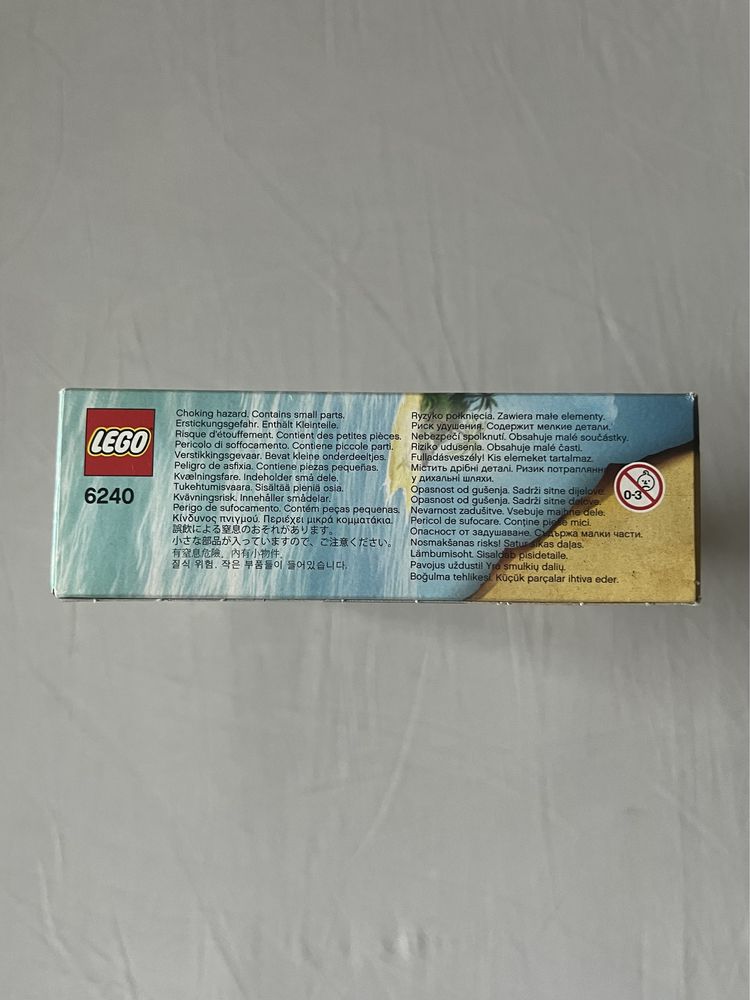 LEGO
6240
Choking hazard. Contains small parts.
Erstickungsgefahr. Enthält Kleinteile.
Risque d'étouffement. Contient des petites pièces.
Pericolo di soffocamento. Contiene piccole parti.
Verstikkingsgevaar. Bevat kleine onderdeeltjes.
Peligro de asfixia. Contiene piezas pequeñas.
Kvælningsfare. Indeholder små dele.
Tukehtumisvaara. Sisältää pieniä osia.
Kvävningsrisk. Innehåller smådelar.
Perigo de sufocamento. Contém peças pequenas.
Κίνδυνος πνιγμού. Περιέχει μικρά κομματάκια.
誤飲による窒息のおそれがあります。
小さな部品が入っていますので、ご注意ください。
有窒息危險，內有小物件。
질식 위험. 작은 부품들이 들어있습니다.
Ryzyko połknięcia. Zawiera małe elementy.
Риск удушения. Содержит мелкие детали.
Nebezpečí spolknutí. Obsahuje malé součástky.
Riziko udusenia. Obsahuje malé časti.
Fulladásveszély! Kis elemeket tartalmaz.
Містить дрібні деталі. Ризик потрапляння
у дихальні шляхи.
Opasnost od gušenja. Sadrži sitne dijelove.
Opasnost od gušenja. Sadrži sitne delove.
Nevarnost zadušitve. Vsebuje majhne dele.
Pericol de sufocare. Conţine piese mici.
Опасност от задушаване. Съдържа малки части.
Nosmakšanas risks! Satur sīkas daļas.
Lämbumisoht. Sisaldab pisidetaile.
Pavojus uždusti! Yra smulkių dalių.
Boğulma tehlikesi. Küçük parçalar ihtiva eder.
0-3